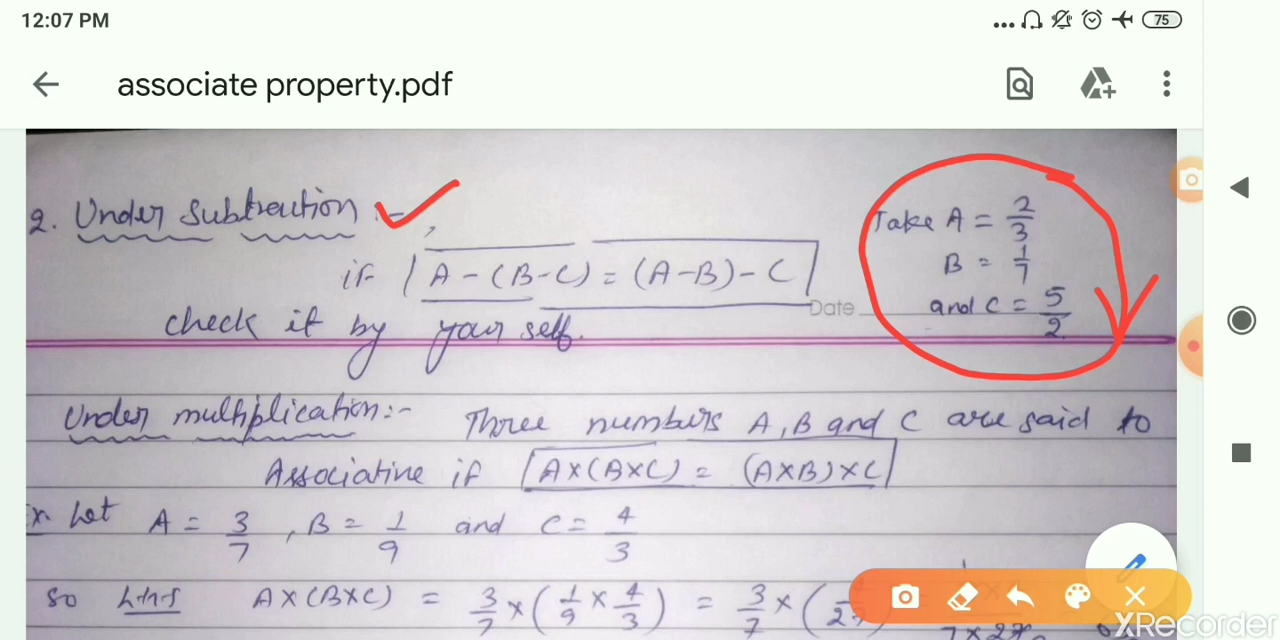 12:07 PM
75
associate property.pdf
2. Under Subtraction :-
if A - (B-C) = (A-B) - C
check it by your self.
Take A = 2/3
B = 1/7
and C = 5/2
Date
Under multiplication:- Three numbers A, B and C are said to
Associative if A×(B×C) = (A×B)×C
Let A = 3/7, B = 1/9 and C = 4/3
so LHS A×(B×C) = 3/7 × (1/9 × 4/3) = 3/7 × (
XRecorder